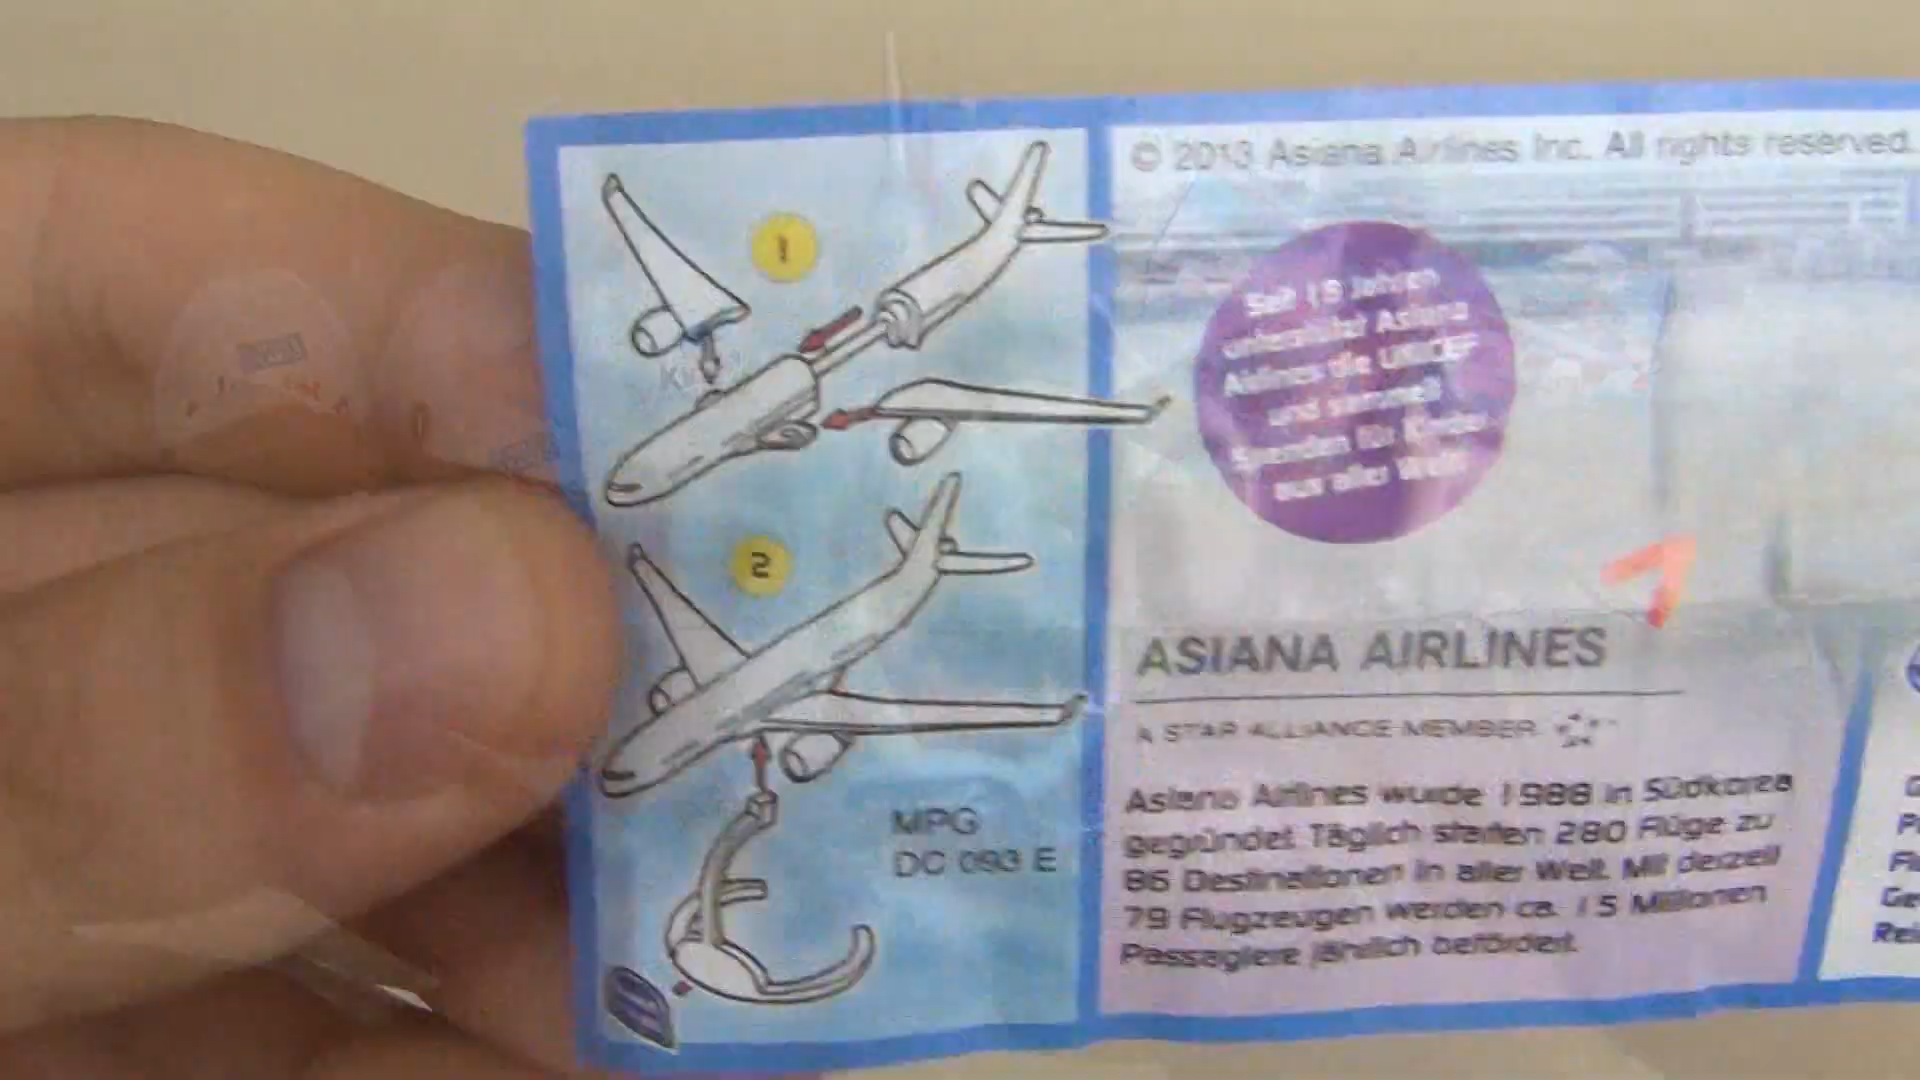 1
2
MPG
DC 093 E
© 2013 Asiana Airlines Inc. All rights reserved.
Seit 19 Jahren
unterstützt Asiana
Airlines die UNICEF
und sammelt
Spenden für Kinder
aus aller Welt.
ASIANA AIRLINES
A STAR ALLIANCE MEMBER
Asiana Airlines wurde 1988 in Südkorea
gegründet. Täglich starten 280 Flüge zu
86 Destinationen in aller Welt. Mit derzeit
79 Flugzeugen werden ca. 15 Millionen
Passagiere jährlich befördert.